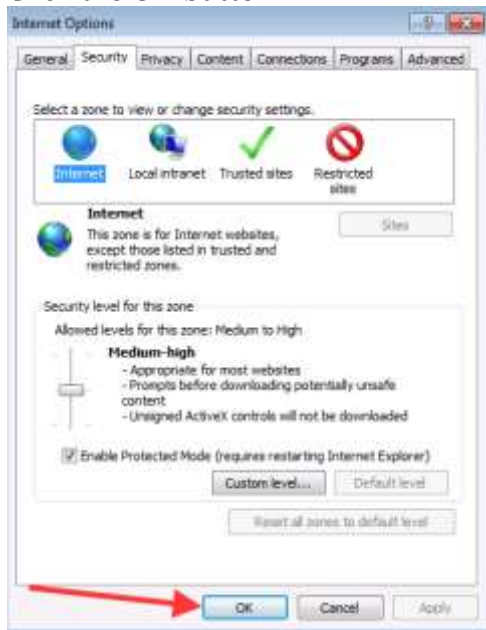 Internet Options
General Security Privacy Content Connections Programs Advanced
Select a zone to view or change security settings.
Internet Local intranet Trusted sites Restricted sites
Internet
Sites
This zone is for Internet websites,
except those listed in trusted and
restricted zones.
Security level for this zone
Allowed levels for this zone: Medium to High
Medium-high
- Appropriate for most websites
- Prompts before downloading potentially unsafe
content
- Unsigned ActiveX controls will not be downloaded
Enable Protected Mode (requires restarting Internet Explorer)
Custom level... Default level
Reset all zones to default level
OK Cancel Apply